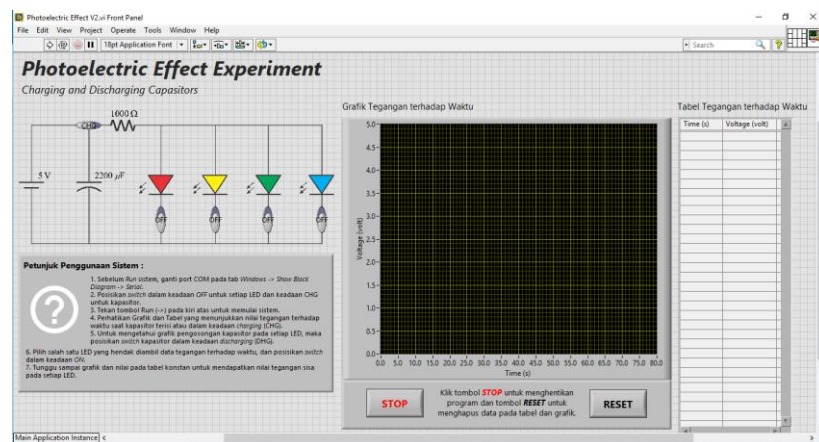 Photoelectric Effect V2.vi Front Panel
File Edit View Project Operate Tools Window Help
18pt Application Font
Search
Photoelectric Effect Experiment
Charging and Discharging Capasitors
1000 Ω
CHG
5 V
2200 μF
OFF OFF OFF OFF
Petunjuk Penggunaan Sistem :
1. Sebelum Run sistem, ganti port COM pada tab Windows -> Show Block
Diagram -> Serial.
2. Posisikan switch dalam keadaan OFF untuk setiap LED dan keadaan CHG
untuk kapasitor.
3. Tekan tombol Run (->) pada kiri atas untuk memulai sistem.
4. Perhatikan Grafik dan Tabel yang menunjukkan nilai tegangan terhadap
waktu saat kapasitor terisi atau dalam keadaan charging (CHG).
5. Untuk mengetahui grafik pengosongan kapasitor pada setiap LED, maka
posisikan switch kapasitor dalam keadaan discharging (DHG).
6. Pilih salah satu LED yang hendak diambil data tegangan terhadap waktu, dan posisikan switch
dalam keadaan ON.
7. Tunggu sampai grafik dan nilai pada tabel konstan untuk mendapatkan nilai tegangan sisa
pada setiap LED.
Grafik Tegangan terhadap Waktu
5.0
4.5
4.0
3.5
3.0
2.5
2.0
1.5
1.0
0.5
0.0
Voltage (volt)
0.0 5.0 10.0 15.0 20.0 25.0 30.0 35.0 40.0 45.0 50.0 55.0 60.0 65.0 70.0 75.0 80.0
Time (s)
STOP
Klik tombol STOP untuk menghentikan
program dan tombol RESET untuk
menghapus data pada tabel dan grafik.
RESET
Tabel Tegangan terhadap Waktu
Time (s) Voltage (volt)
Main Application Instance